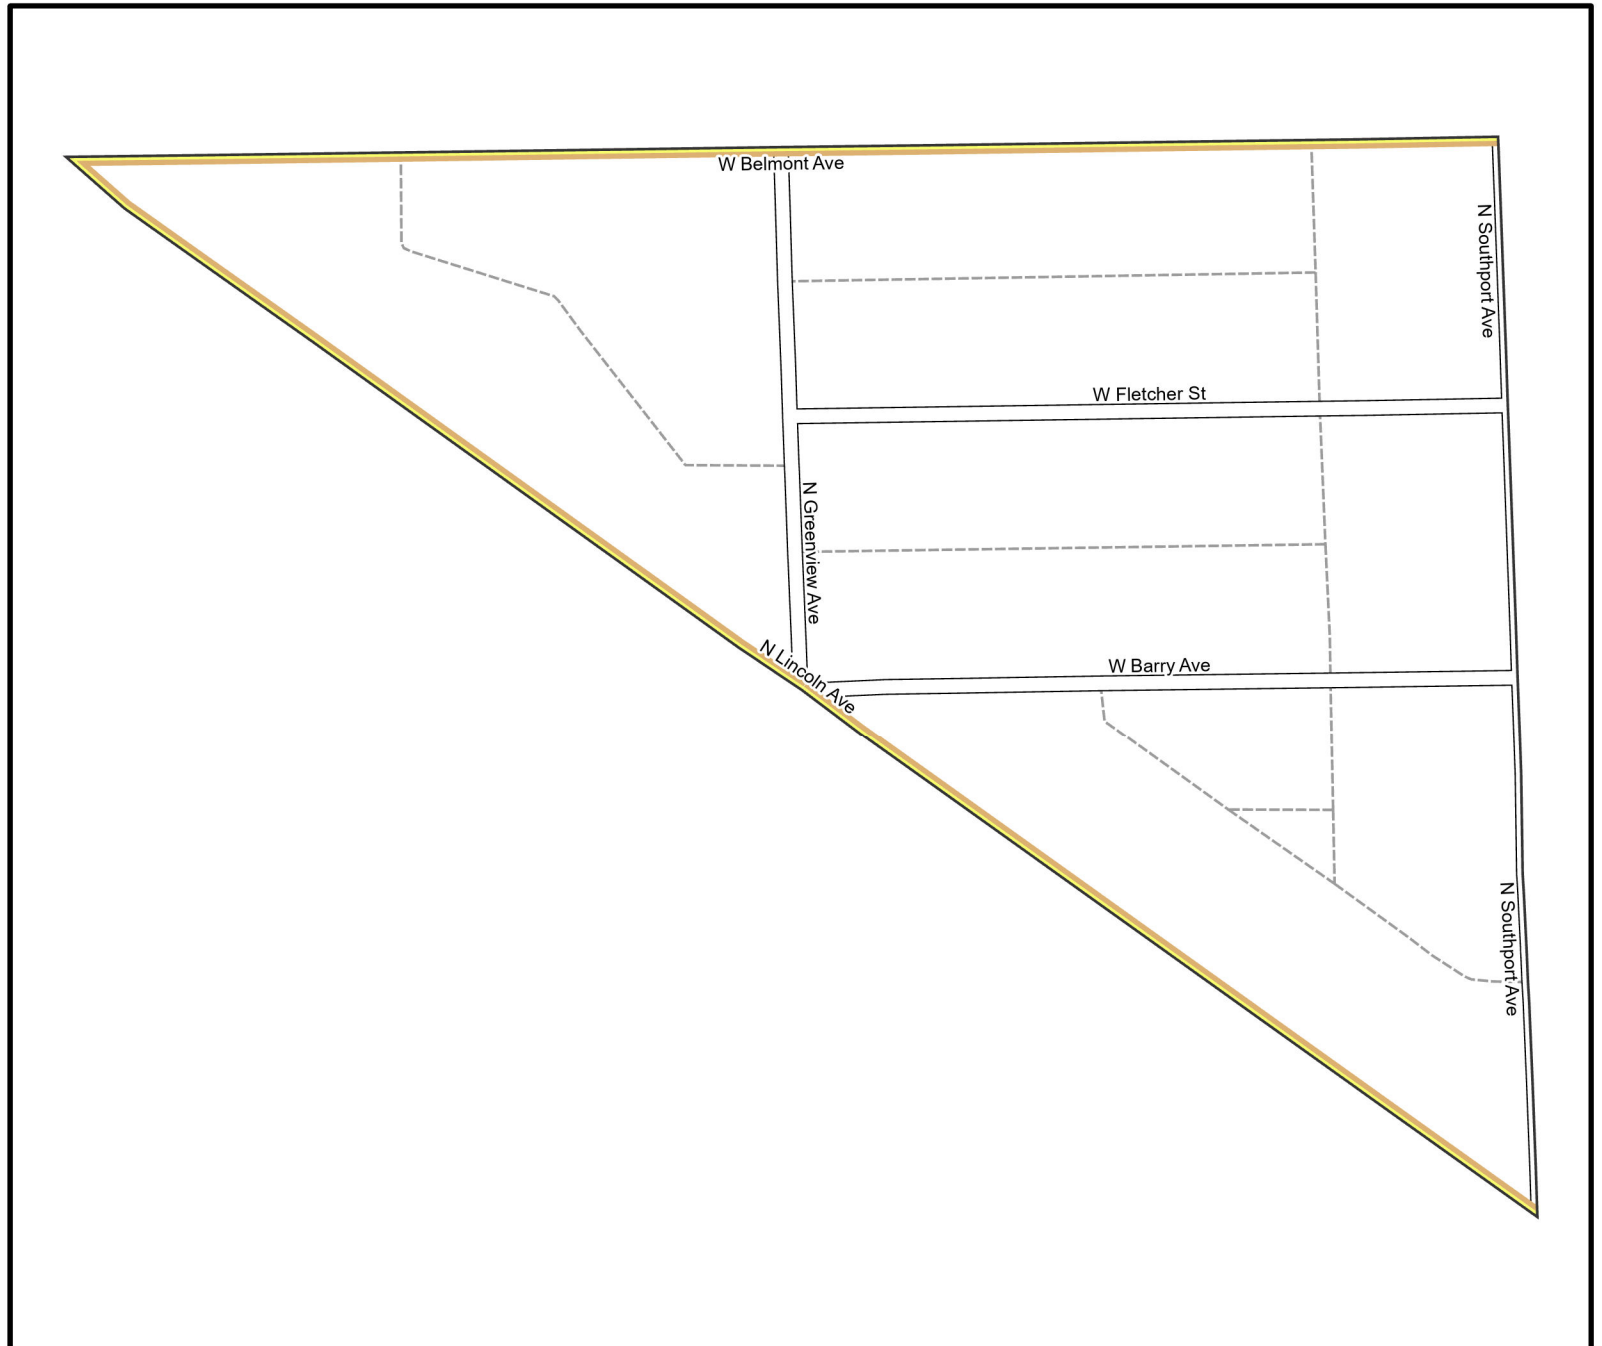 W Belmont Ave
N Southport Ave
W Fletcher St
N Greenview Ave
N Lincoln Ave
W Barry Ave
N Southport Ave